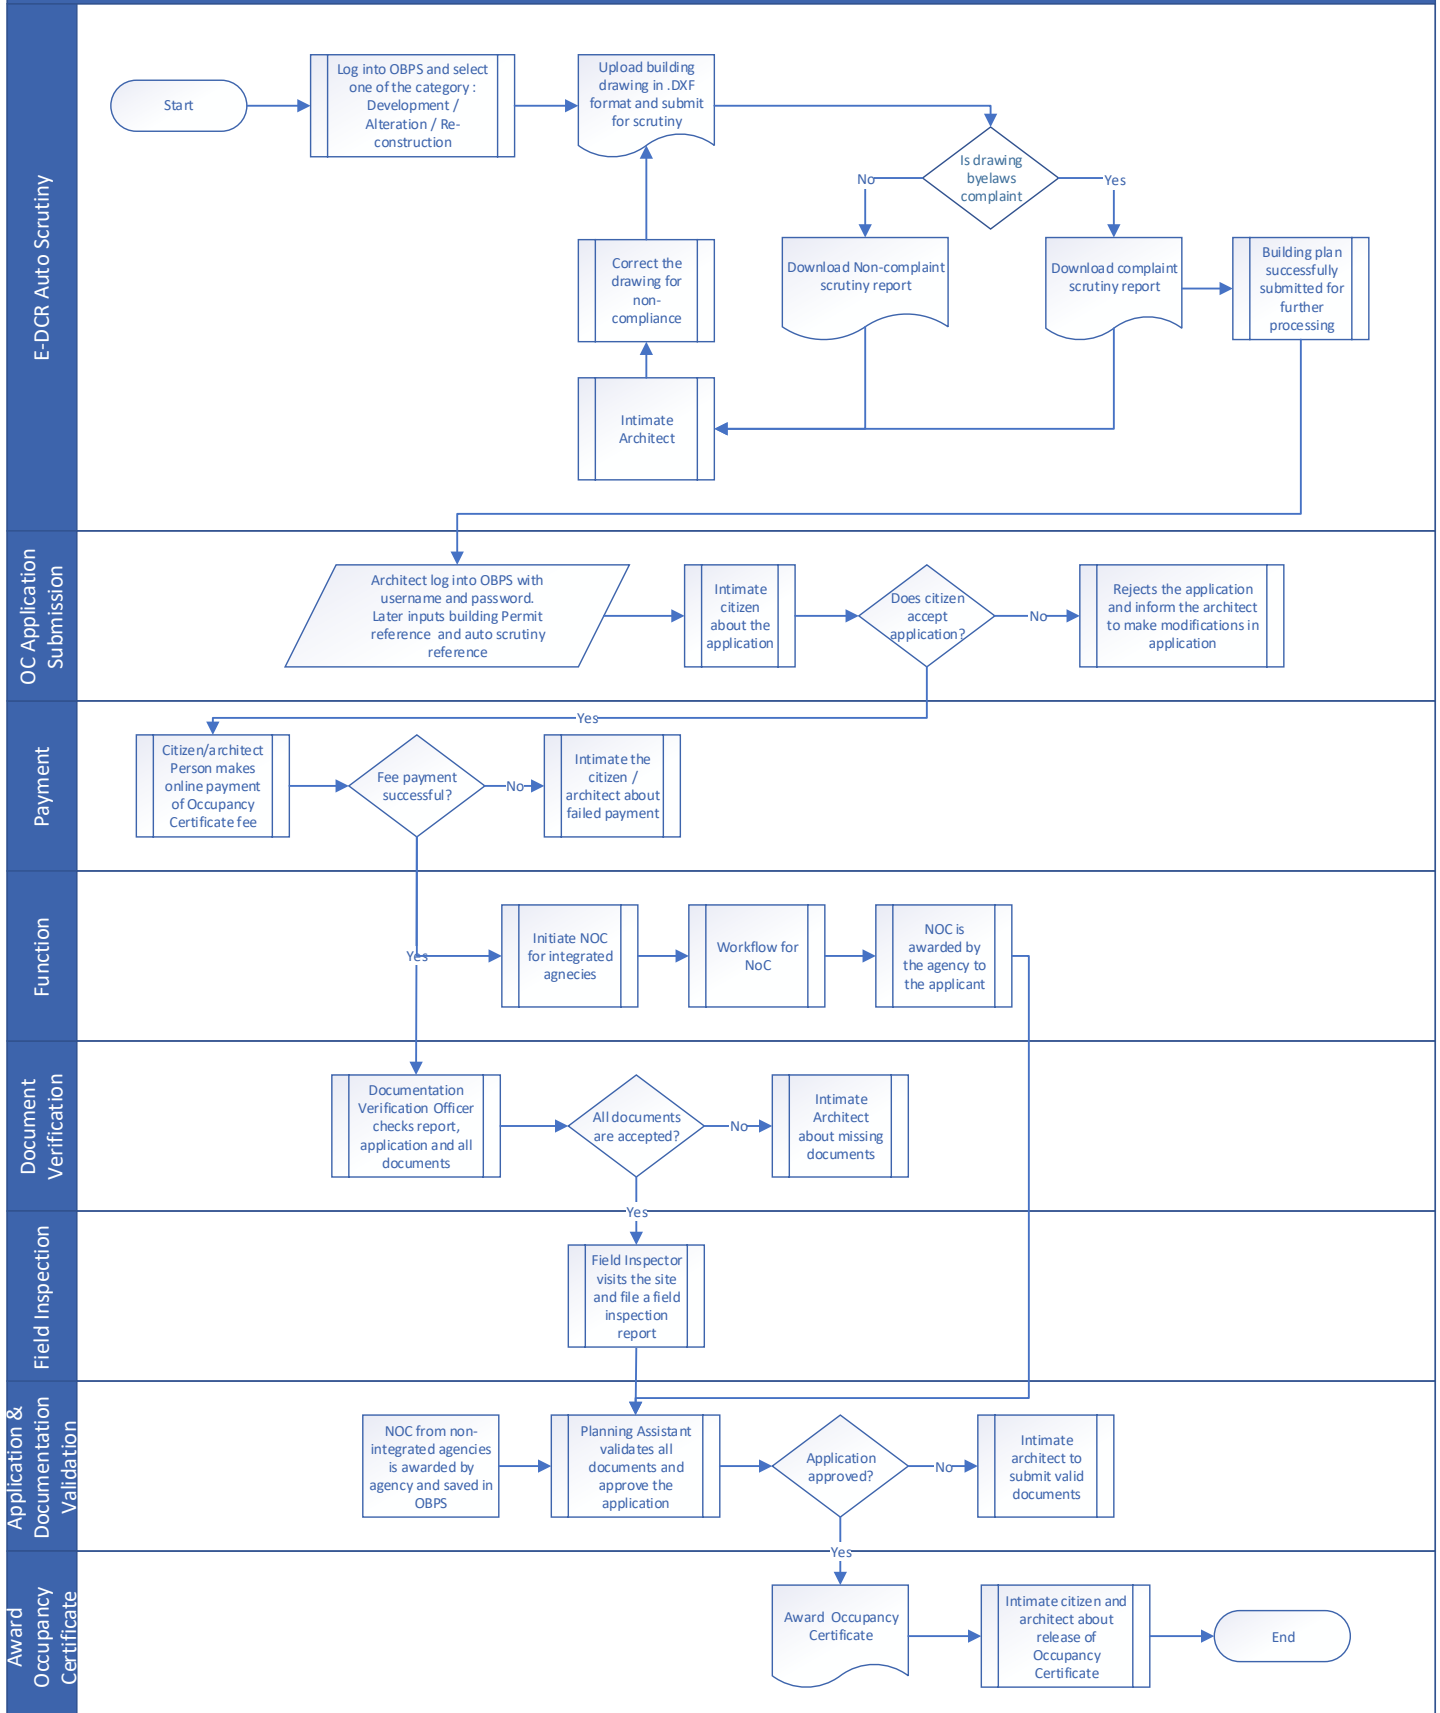 E-DCR Auto Scrutiny
Start
Log into OBPS and select
one of the category :
Development /
Alteration / Re-
construction
Upload building
drawing in .DXF
format and submit
for scrutiny
Is drawing
byelaws
complaint
No
Yes
Correct the
drawing for
non-
compliance
Download Non-complaint
scrutiny report
Download complaint
scrutiny report
Building plan
successfully
submitted for
further
processing
Intimate
Architect
OC Application
Submission
Architect log into OBPS with
username and password.
Later inputs building Permit
reference and auto scrutiny
reference
Intimate
citizen
about the
application
Does citizen
accept
application?
No
Rejects the application
and inform the architect
to make modifications in
application
Yes
Payment
Citizen/architect
Person makes
online payment
of Occupancy
Certificate fee
Fee payment
successful?
No
Intimate the
citizen /
architect about
failed payment
Function
Yes
Initiate NOC
for integrated
agnecies
Workflow for
NoC
NOC is
awarded by
the agency to
the applicant
Document
Verification
Documentation
Verification Officer
checks report,
application and all
documents
All documents
are accepted?
No
Intimate
Architect
about missing
documents
Yes
Field Inspection
Field Inspector
visits the site
and file a field
inspection
report
Application &
Documentation
Validation
NOC from non-
integrated agencies
is awarded by
agency and saved in
OBPS
Planning Assistant
validates all
documents and
approve the
application
Application
approved?
No
Intimate
architect to
submit valid
documents
Yes
Award
Occupancy
Certificate
Award Occupancy
Certificate
Intimate citizen and
architect about
release of
Occupancy
Certificate
End